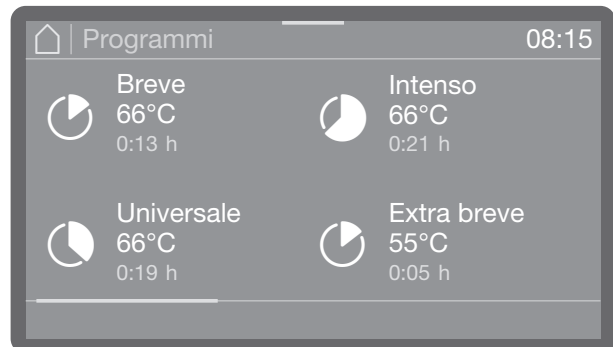 Programmi 08:15
Breve
66°C
0:13 h
Intenso
66°C
0:21 h
Universale
66°C
0:19 h
Extra breve
55°C
0:05 h